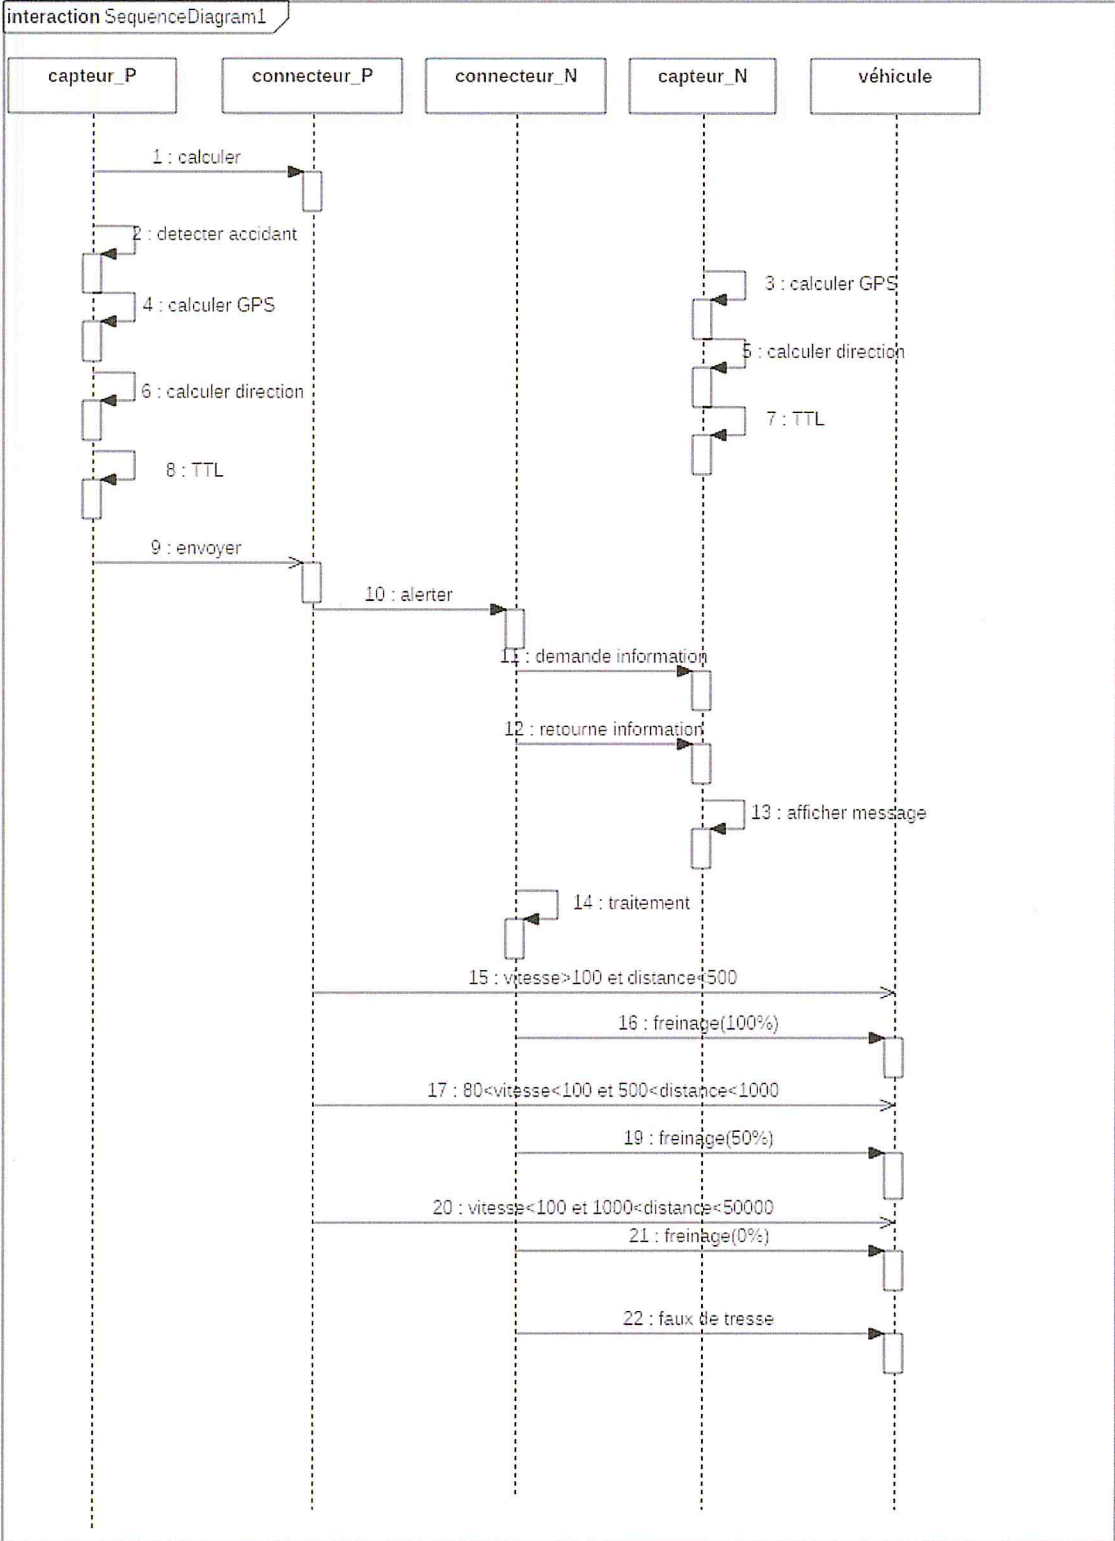 interaction SequenceDiagram1
capteur_P
connecteur_P
connecteur_N
capteur_N
véhicule
1 : calculer
2 : detecter accidant
3 : calculer GPS
4 : calculer GPS
5 : calculer direction
6 : calculer direction
7 : TTL
8 : TTL
9 : envoyer
10 : alerter
11 : demande information
12 : retourne information
13 : afficher message
14 : traitement
15 : vitesse>100 et distance<500
16 : freinage(100%)
17 : 80<vitesse<100 et 500<distance<1000
19 : freinage(50%)
20 : vitesse<100 et 1000<distance<50000
21 : freinage(0%)
22 : faux de tresse